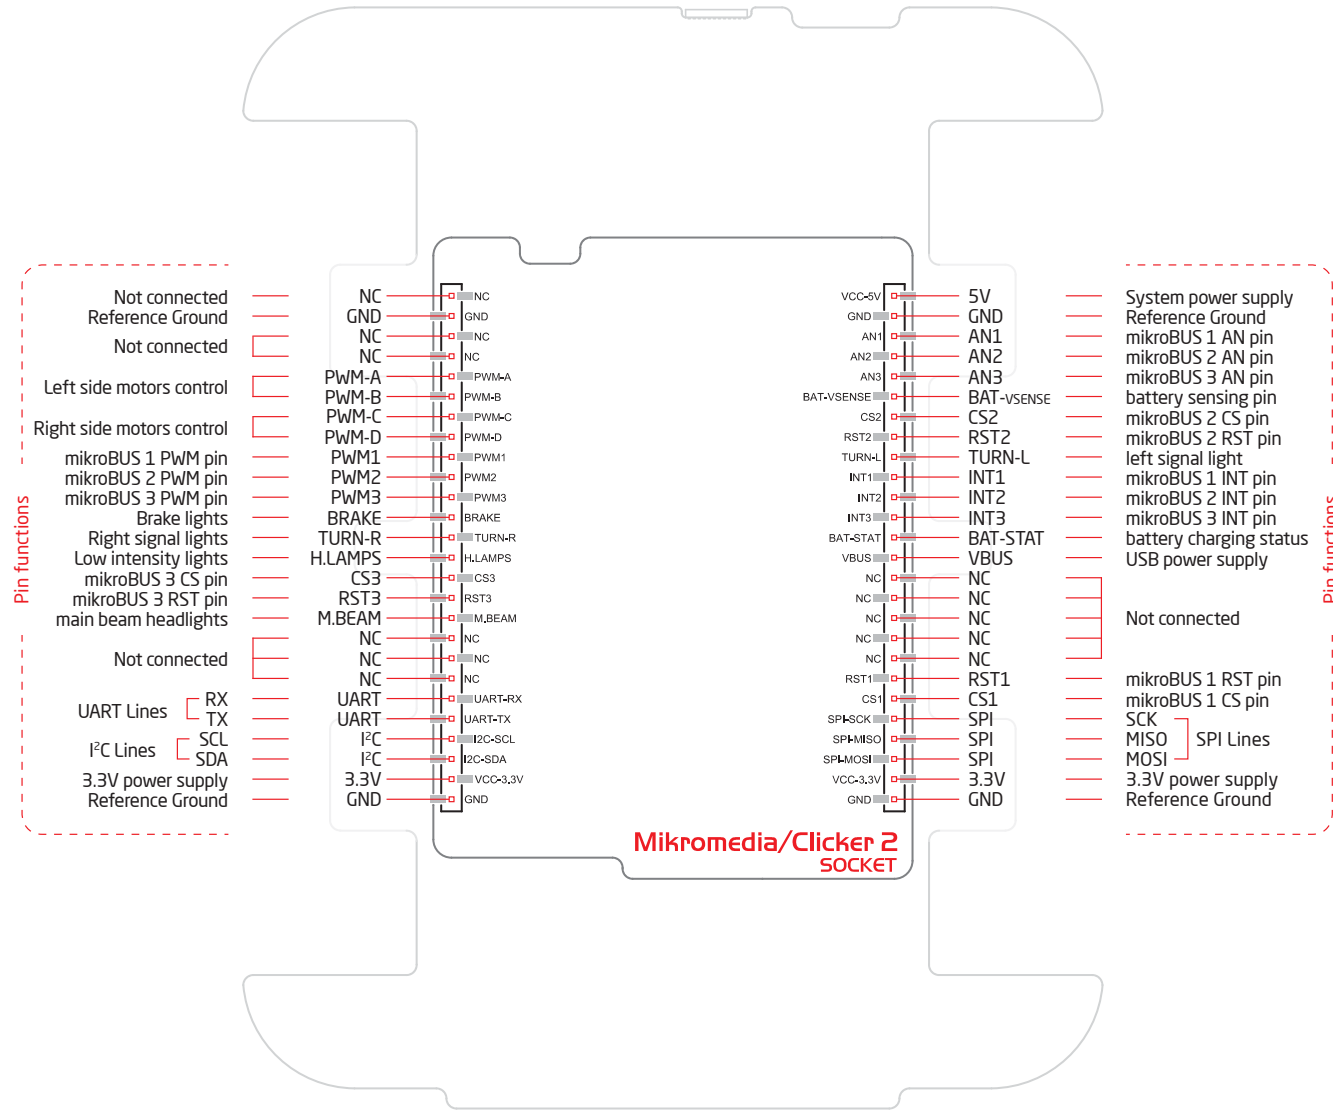 Not connected NC NC VCC-5V 5V System power supply
Reference Ground GND GND GND GND Reference Ground
Not connected
NC NC AN1 AN1 mikroBUS 1 AN pin
NC NC AN2 AN2 mikroBUS 2 AN pin
Left side motors control
PWM-A PWM-A AN3 AN3 mikroBUS 3 AN pin
PWM-B PWM-B BAT-VSENSE BAT-VSENSE battery sensing pin
Right side motors control
PWM-C PWM-C CS2 CS2 mikroBUS 2 CS pin
PWM-D PWM-D RST2 RST2 mikroBUS 2 RST pin
mikroBUS 1 PWM pin PWM1 PWM1 TURN-L TURN-L left signal light
mikroBUS 2 PWM pin PWM2 PWM2 INT1 INT1 mikroBUS 1 INT pin
mikroBUS 3 PWM pin PWM3 PWM3 INT2 INT2 mikroBUS 2 INT pin
Brake lights BRAKE BRAKE INT3 INT3 mikroBUS 3 INT pin
Right signal lights TURN-R TURN-R BAT-STAT BAT-STAT battery charging status
Low intensity lights H.LAMPS H.LAMPS VBUS VBUS USB power supply
mikroBUS 3 CS pin CS3 CS3 NC NC
mikroBUS 3 RST pin RST3 RST3 NC NC
main beam headlights M.BEAM M.BEAM NC NC Not connected
NC NC NC NC
Not connected NC NC NC NC
NC NC RST1 RST1 mikroBUS 1 RST pin
UART Lines
RX UART UART-RX CS1 CS1 mikroBUS 1 CS pin
TX UART UART-TX SPI-SCK SPI SCK
I²C Lines
SCL I²C I2C-SCL SPI-MISO SPI MISO SPI Lines
SDA I²C I2C-SDA SPI-MOSI SPI MOSI
3.3V power supply 3.3V VCC-3.3V VCC-3.3V 3.3V 3.3V power supply
Reference Ground GND GND GND GND Reference Ground
Pin functions
Pin functions
Mikromedia/Clicker 2
SOCKET